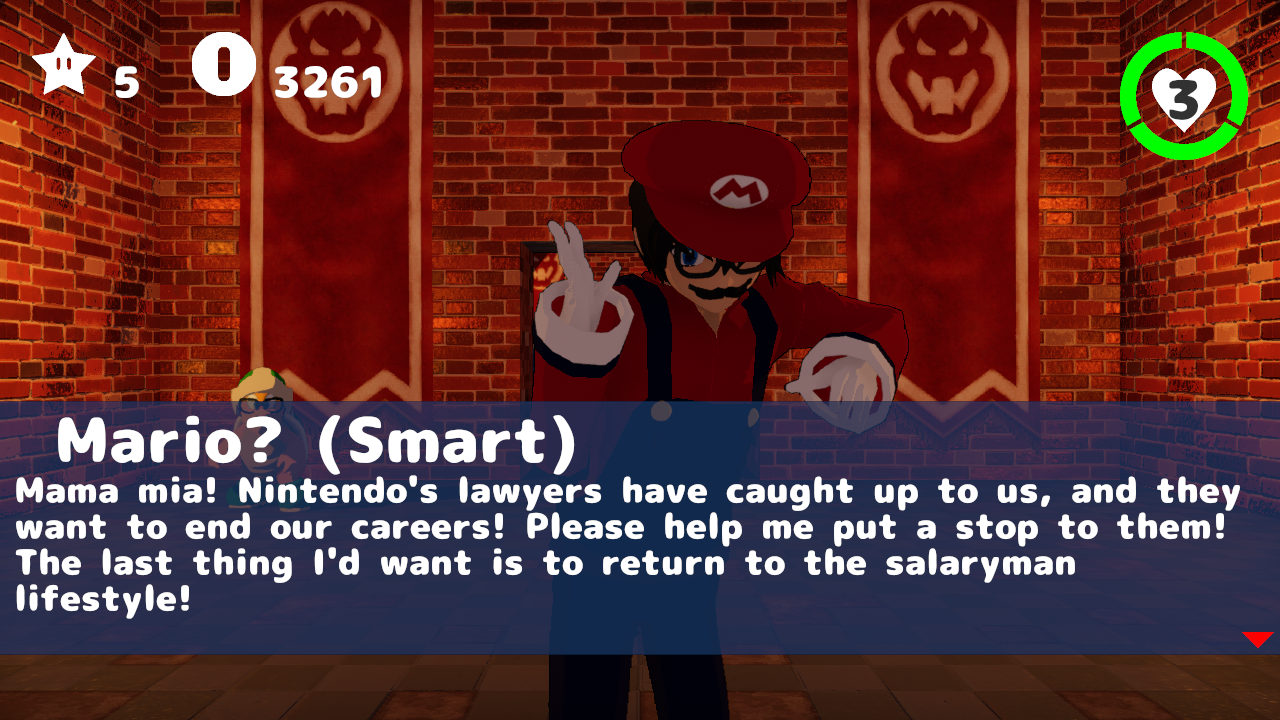 5
3261
3
M
Mario? (Smart)
Mama mia! Nintendo's lawyers have caught up to us, and they
want to end our careers! Please help me put a stop to them!
The last thing I'd want is to return to the salaryman
lifestyle!